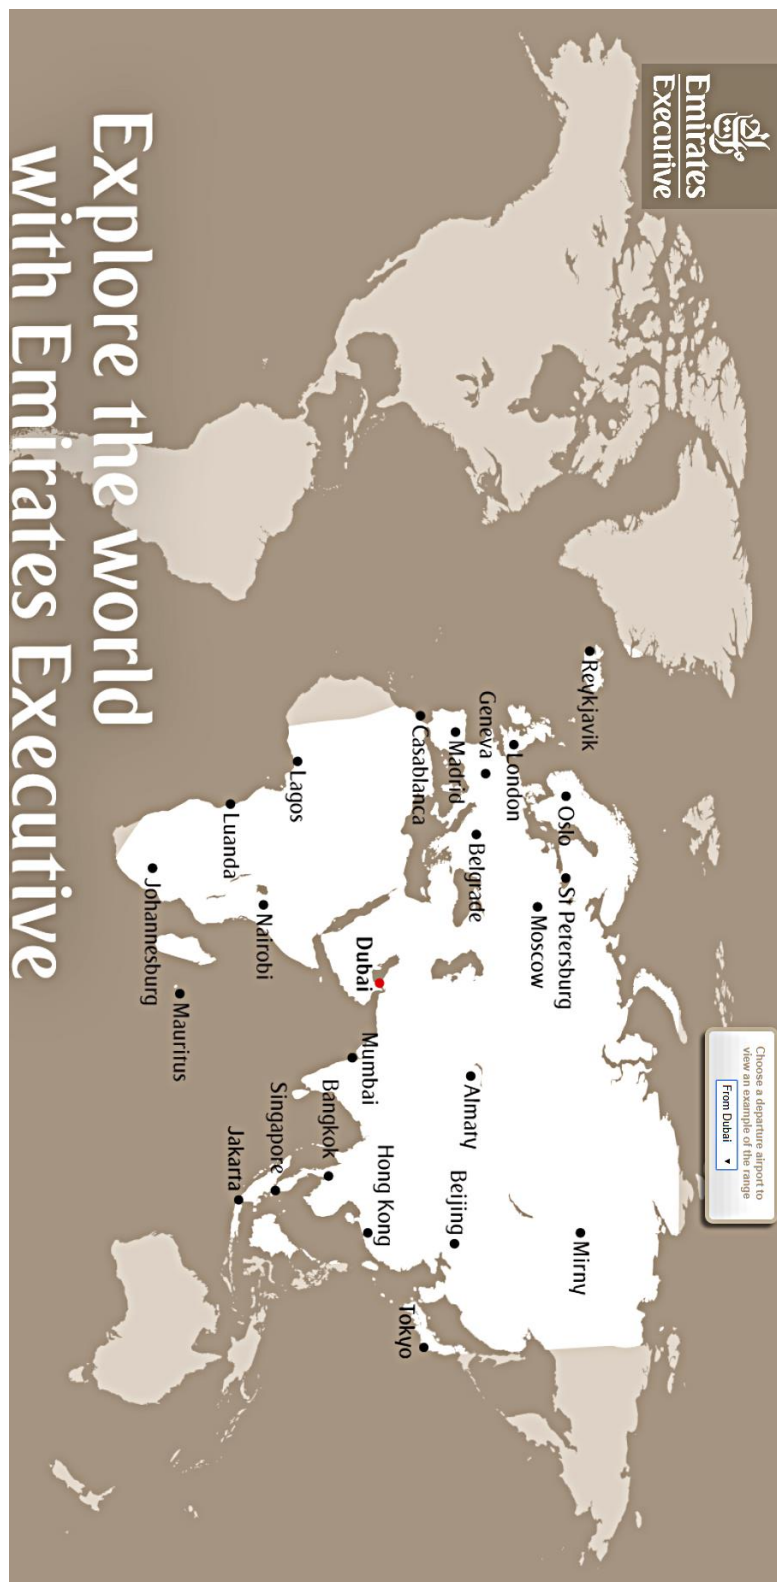 Emirates
Executive
Explore the world
with Emirates Executive
Choose a departure airport to
view an example of the range
From Dubai
Reykjavik
Oslo
St Petersburg
Mirny
London
Moscow
Geneva
Madrid
Belgrade
Almaty
Beijing
Casablanca
Tokyo
Dubai
Hong Kong
Mumbai
Bangkok
Lagos
Singapore
Nairobi
Jakarta
Luanda
Mauritus
Johannesburg